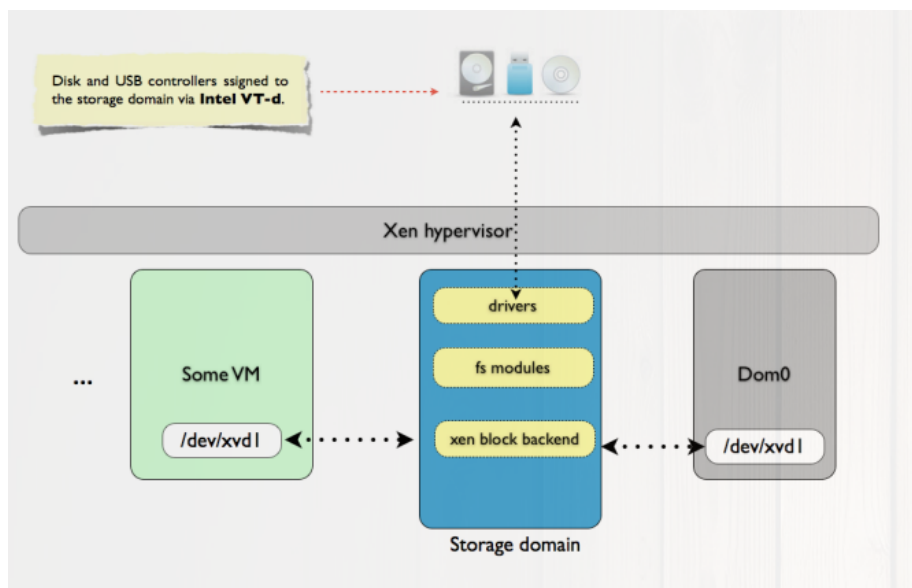 Disk and USB controllers ssigned to
the storage domain via Intel VT-d.
Xen hypervisor
drivers
fs modules
xen block backend
Some VM
/dev/xvd1
...
Dom0
/dev/xvd1
Storage domain